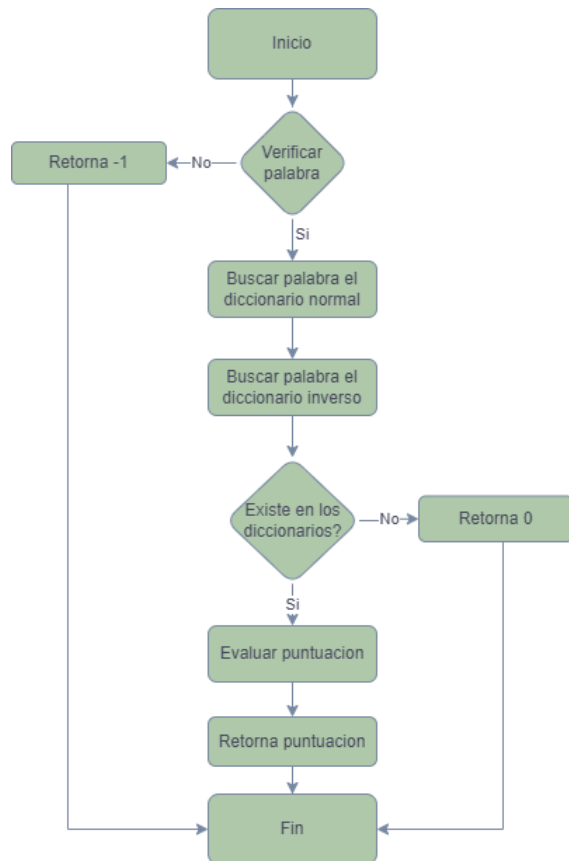 Inicio
Verificar
palabra
No
Retorna -1
Si
Buscar palabra el
diccionario normal
Buscar palabra el
diccionario inverso
Existe en los
diccionarios?
No
Retorna 0
Si
Evaluar puntuacion
Retorna puntuacion
Fin